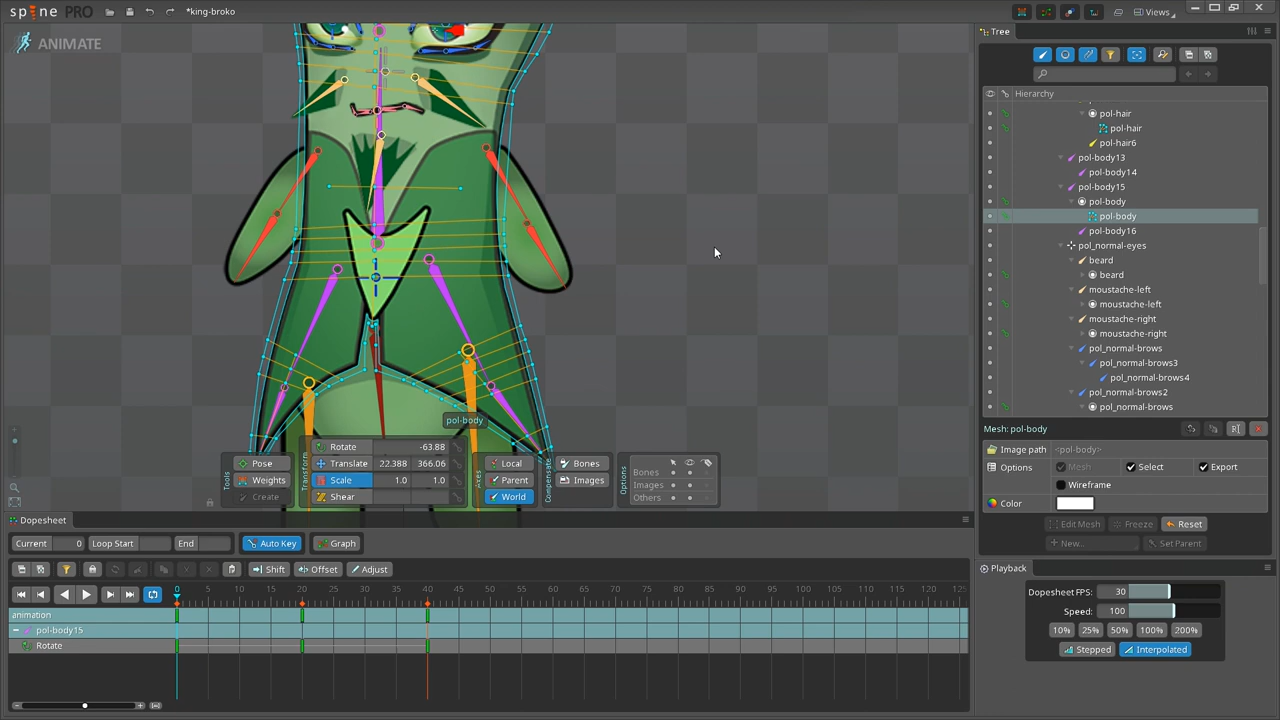 spine PRO
*king-broko
Views
ANIMATE
Tree
Hierarchy
pol-hair
pol-hair
pol-hair6
pol-body13
pol-body14
pol-body15
pol-body
pol-body
pol-body16
pol_normal-eyes
beard
beard
moustache-left
moustache-left
moustache-right
moustache-right
pol_normal-brows
pol_normal-brows3
pol_normal-brows4
pol_normal-brows2
pol_normal-brows
Mesh: pol-body
Image path <pol-body>
Options Mesh Select Export
Wireframe
Color
Edit Mesh Freeze Reset
New... Set Parent
pol-body
Tools
Pose
Weights
Create
Transform
Rotate -63.88
Translate 22.388 366.06
Scale 1.0 1.0
Shear
Axes
Local
Parent
World
Compensate
Bones
Images
Options
Bones
Images
Others
Dopesheet
Current 0 Loop Start End Auto Key Graph
Shift Offset Adjust
0 5 10 15 20 25 30 35 40 45 50 55 60 65 70 75 80 85 90 95 100 105 110 115 120 125
animation
pol-body15
Rotate
Playback
Dopesheet FPS: 30
Speed: 100
10% 25% 50% 100% 200%
Stepped Interpolated